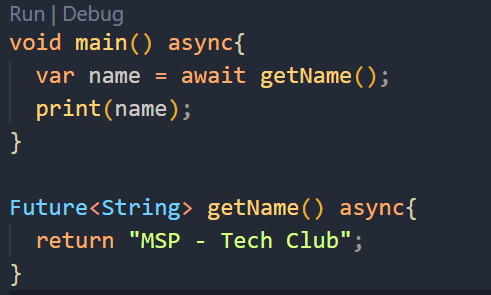 Run | Debug
void main() async{
  var name = await getName();
  print(name);
}

Future<String> getName() async{
  return "MSP - Tech Club";
}